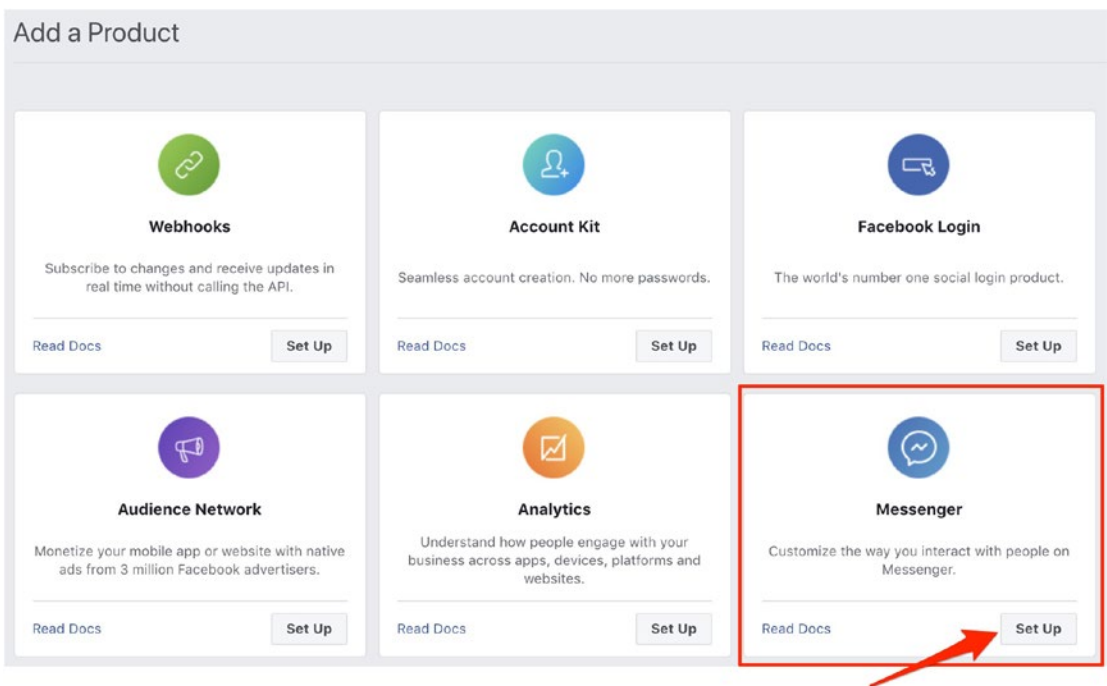 Add a Product
Webhooks
Subscribe to changes and receive updates in
real time without calling the API.
Read Docs
Set Up
Account Kit
Seamless account creation. No more passwords.
Read Docs
Set Up
Facebook Login
The world's number one social login product.
Read Docs
Set Up
Audience Network
Monetize your mobile app or website with native
ads from 3 million Facebook advertisers.
Read Docs
Set Up
Analytics
Understand how people engage with your
business across apps, devices, platforms and
websites.
Read Docs
Set Up
Messenger
Customize the way you interact with people on
Messenger.
Read Docs
Set Up